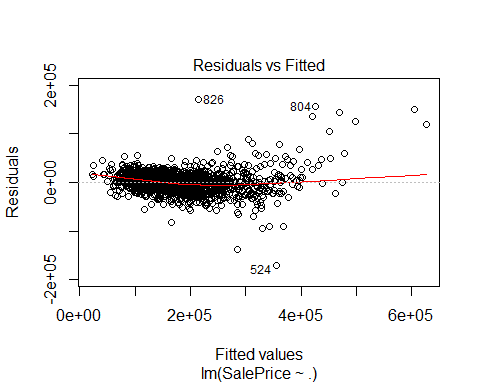 Residuals vs Fitted
2e+05
0e+00
-2e+05
Residuals
826
804
524
0e+00 2e+05 4e+05 6e+05
Fitted values
lm(SalePrice ~ .)